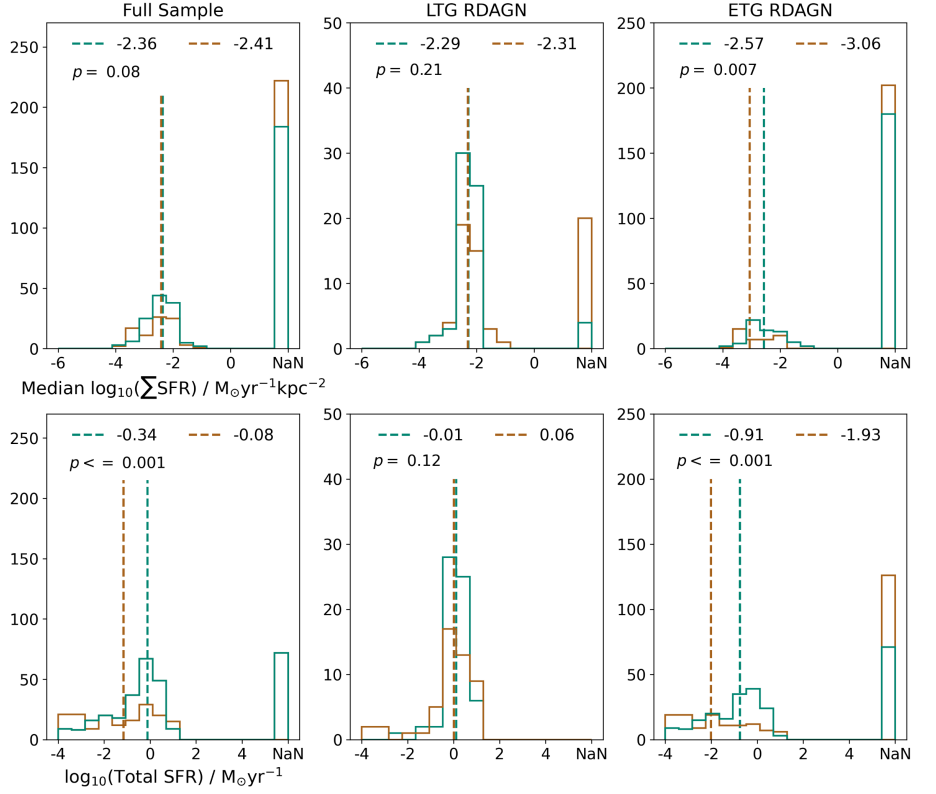 Full Sample
LTG RDAGN
ETG RDAGN
-2.36 -2.41
p = 0.08
250
200
150
100
50
0
-6 -4 -2 0 NaN
Median log₁₀(∑SFR) / M⊙yr⁻¹kpc⁻²
-2.29 -2.31
p = 0.21
50
40
30
20
10
0
-6 -4 -2 0 NaN
-2.57 -3.06
p = 0.007
250
200
150
100
50
0
-6 -4 -2 0 NaN
-0.34 -0.08
p <= 0.001
250
200
150
100
50
0
-4 -2 0 2 4 NaN
log₁₀(Total SFR) / M⊙yr⁻¹
-0.01 0.06
p = 0.12
50
40
30
20
10
0
-4 -2 0 2 4 NaN
-0.91 -1.93
p <= 0.001
250
200
150
100
50
0
-4 -2 0 2 4 NaN